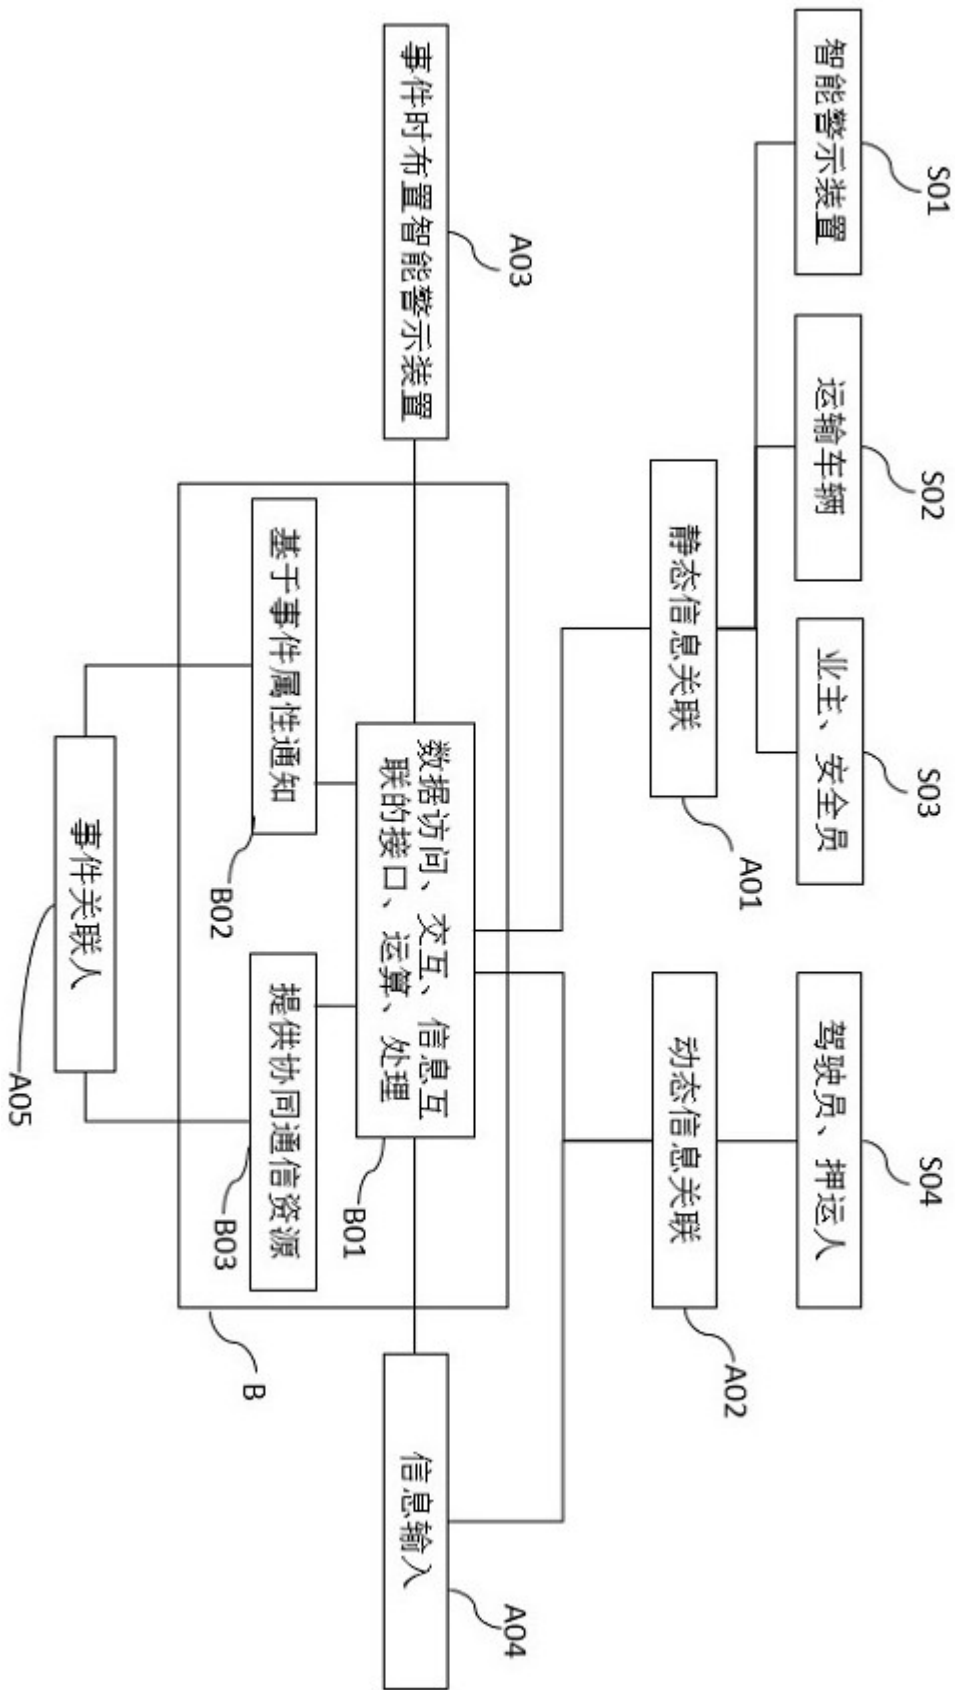 S01
S02
S03
S04
智能警示装置
运输车辆
业主、安全员
驾驶员、押运人
A01
A02
静态信息关联
动态信息关联
A03
A04
事件时布置智能警示装置
数据访问、交互、信息互
联的接口、运算、处理
信息输入
B01
基于事件属性通知
提供协同通信资源
B02
B03
B
事件关联人
A05